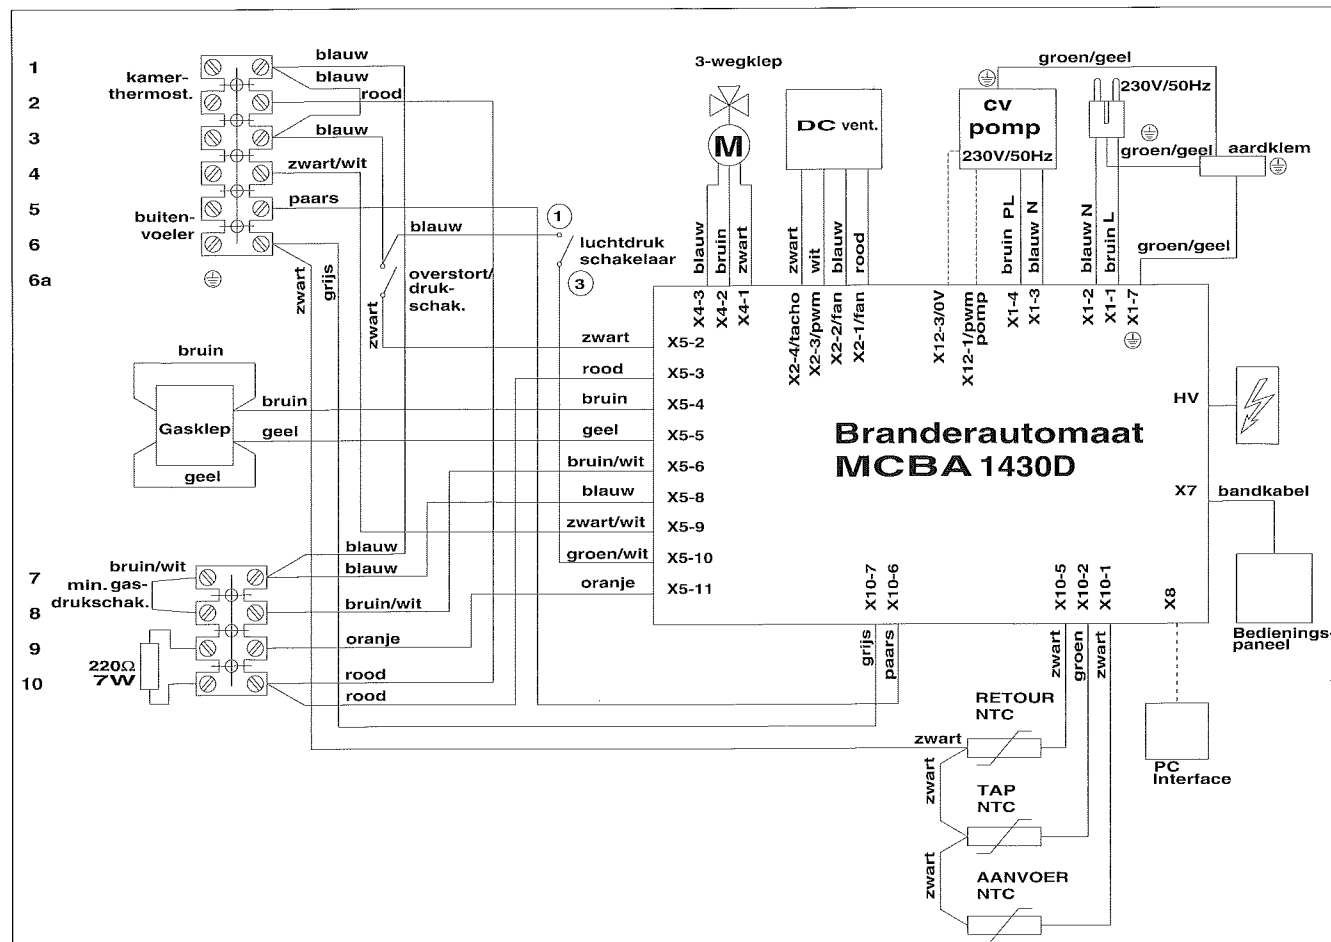 1
2
3
4
5
6
6a
kamer-
thermost.
buiten-
voeler
blauw
blauw
rood
blauw
zwart/wit
paars
zwart
grijs
blauw
overstort/
druk-
schak.
zwart
1
luchtdruk
schakelaar
3
3-wegklep
M
blauw
bruin
zwart
X4-3
X4-2
X4-1
DC vent.
zwart
wit
blauw
rood
X2-4/tacho
X2-3/pwm
X2-2/fan
X2-1/fan
cv
pomp
230V/50Hz
bruin PL
blauw N
X12-3/0V
X12-1/pwm
pomp
X1-4
X1-3
groen/geel
230V/50Hz
groen/geel
aardklem
blauw N
bruin L
groen/geel
X1-2
X1-1
X1-7
bruin
Gasklep
geel
bruin
geel
zwart
rood
bruin
geel
bruin/wit
blauw
zwart/wit
groen/wit
oranje
X5-2
X5-3
X5-4
X5-5
X5-6
X5-8
X5-9
X5-10
X5-11
Branderautomaat
MCBA 1430D
HV
X7
bandkabel
Bedienings-
paneel
X10-7
X10-6
X10-5
X10-2
X10-1
X8
grijs
paars
zwart
groen
zwart
7
8
9
10
bruin/wit
min. gas-
drukschak.
220Ω
7W
blauw
blauw
bruin/wit
oranje
rood
rood
RETOUR
NTC
zwart
zwart
TAP
NTC
zwart
AANVOER
NTC
PC
Interface